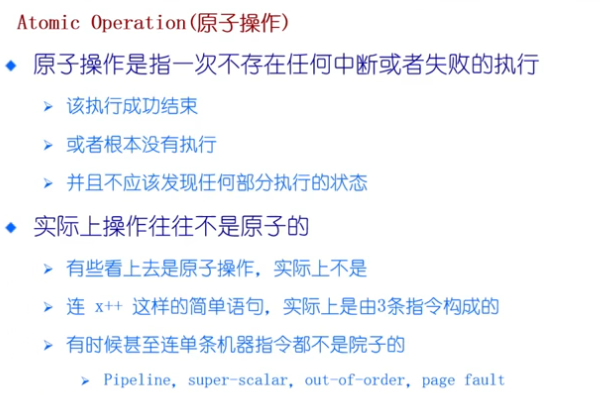 Atomic Operation(原子操作)
原子操作是指一次不存在任何中断或者失败的执行
该执行成功结束
或者根本没有执行
并且不应该发现任何部分执行的状态
实际上操作往往不是原子的
有些看上去是原子操作，实际上不是
连 x++ 这样的简单语句，实际上是由3条指令构成的
有时候甚至连单条机器指令都不是院子的
Pipeline, super-scalar, out-of-order, page fault